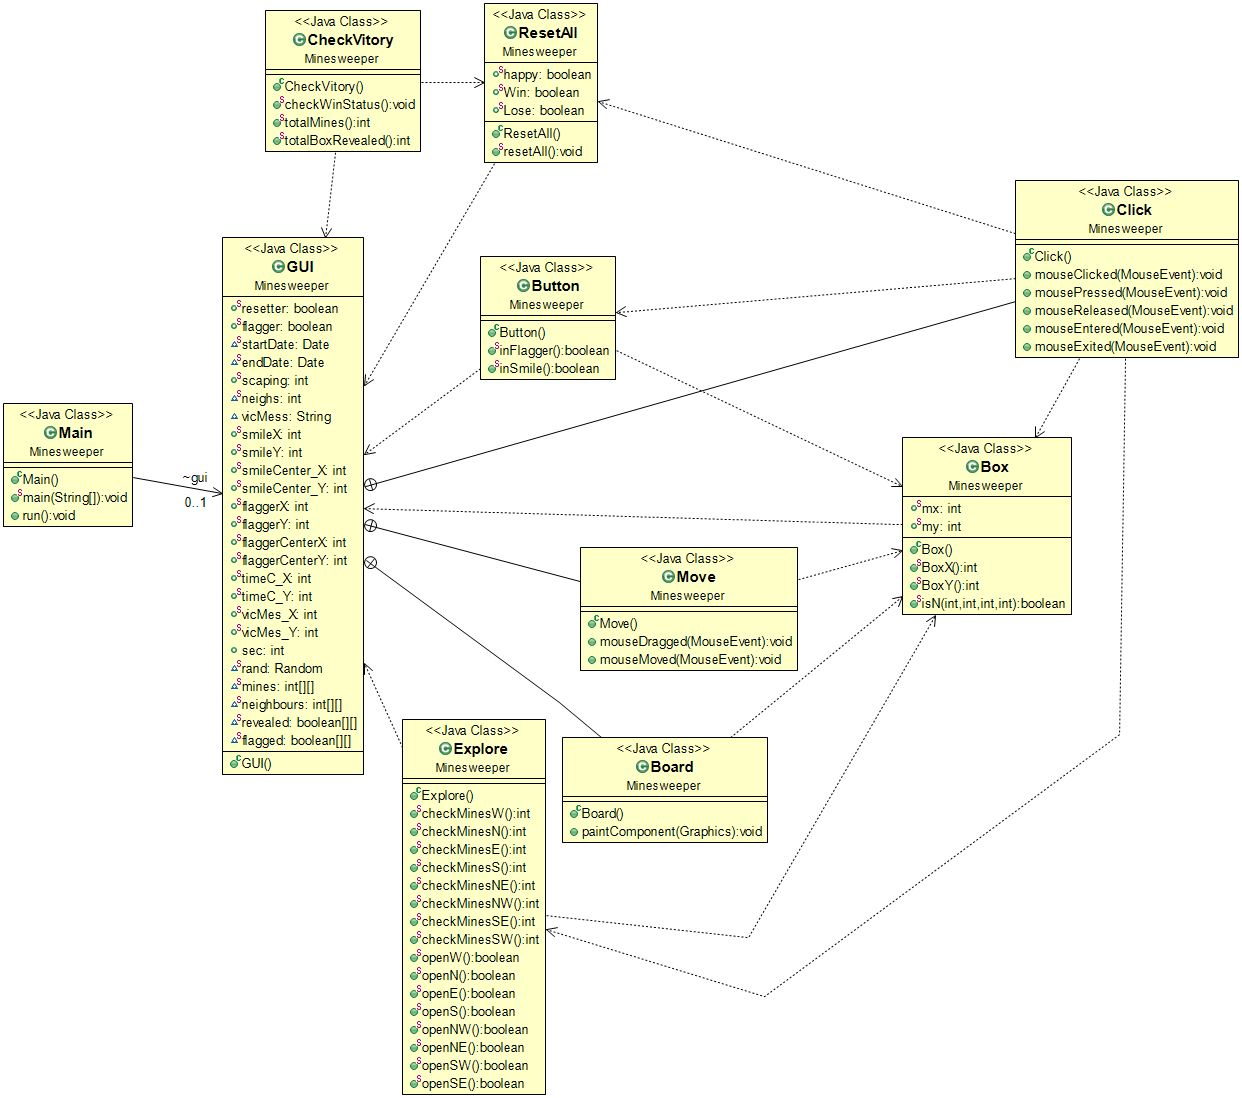 <<Java Class>>
CheckVitory
Minesweeper
CheckVitory()
checkWinStatus():void
totalMines():int
totalBoxRevealed():int
<<Java Class>>
ResetAll
Minesweeper
happy: boolean
Win: boolean
Lose: boolean
ResetAll()
resetAll():void
<<Java Class>>
Click
Minesweeper
Click()
mouseClicked(MouseEvent):void
mousePressed(MouseEvent):void
mouseReleased(MouseEvent):void
mouseEntered(MouseEvent):void
mouseExited(MouseEvent):void
<<Java Class>>
GUI
Minesweeper
resetter: boolean
flagger: boolean
startDate: Date
endDate: Date
scaping: int
neighs: int
vicMess: String
smileX: int
smileY: int
smileCenter_X: int
smileCenter_Y: int
flaggerX: int
flaggerY: int
flaggerCenterX: int
flaggerCenterY: int
timeC_X: int
timeC_Y: int
vicMes_X: int
vicMes_Y: int
sec: int
rand: Random
mines: int[][]
neighbours: int[][]
revealed: boolean[][]
flagged: boolean[][]
GUI()
<<Java Class>>
Button
Minesweeper
Button()
inFlagger():boolean
inSmile():boolean
<<Java Class>>
Main
Minesweeper
Main()
main(String[]):void
run():void
~gui
0..1
<<Java Class>>
Box
Minesweeper
mx: int
my: int
Box()
BoxX():int
BoxY():int
isN(int,int,int,int):boolean
<<Java Class>>
Move
Minesweeper
Move()
mouseDragged(MouseEvent):void
mouseMoved(MouseEvent):void
<<Java Class>>
Explore
Minesweeper
Explore()
checkMinesW():int
checkMinesN():int
checkMinesE():int
checkMinesS():int
checkMinesNE():int
checkMinesNW():int
checkMinesSE():int
checkMinesSW():int
openW():boolean
openN():boolean
openE():boolean
openS():boolean
openNW():boolean
openNE():boolean
openSW():boolean
openSE():boolean
<<Java Class>>
Board
Minesweeper
Board()
paintComponent(Graphics):void